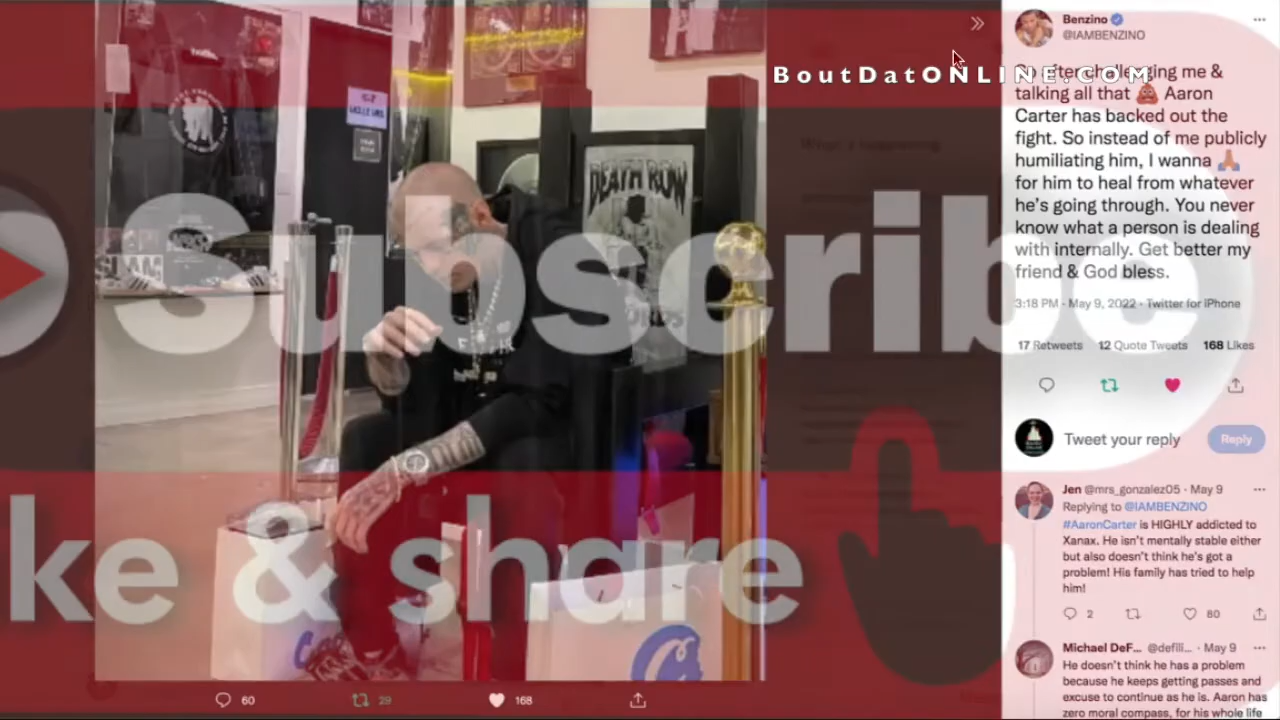 BoutDatONLINE.com
Subscribe
ke & share
DEATH ROW
SLAM
60
29
168
Benzino
@IAMBENZINO
talking all that 💩 Aaron
Carter has backed out the
fight. So instead of me publicly
humiliating him, I wanna 🙏🏽
for him to heal from whatever
he's going through. You never
know what a person is dealing
with internally. Get better my
friend & God bless.
3:18 PM · May 9, 2022 · Twitter for iPhone
17 Retweets 12 Quote Tweets 168 Likes
Tweet your reply
Reply
Jen @mrs_gonzalez05 · May 9
Replying to @IAMBENZINO
#AaronCarter is HIGHLY addicted to
Xanax. He isn't mentally stable either
but also doesn't think he's got a
problem! His family has tried to help
him!
2
80
Michael DeF... @defili... · May 9
He doesn't think he has a problem
because he keeps getting passes and
excuse to continue as he is. Aaron has
zero moral compass, for his whole life